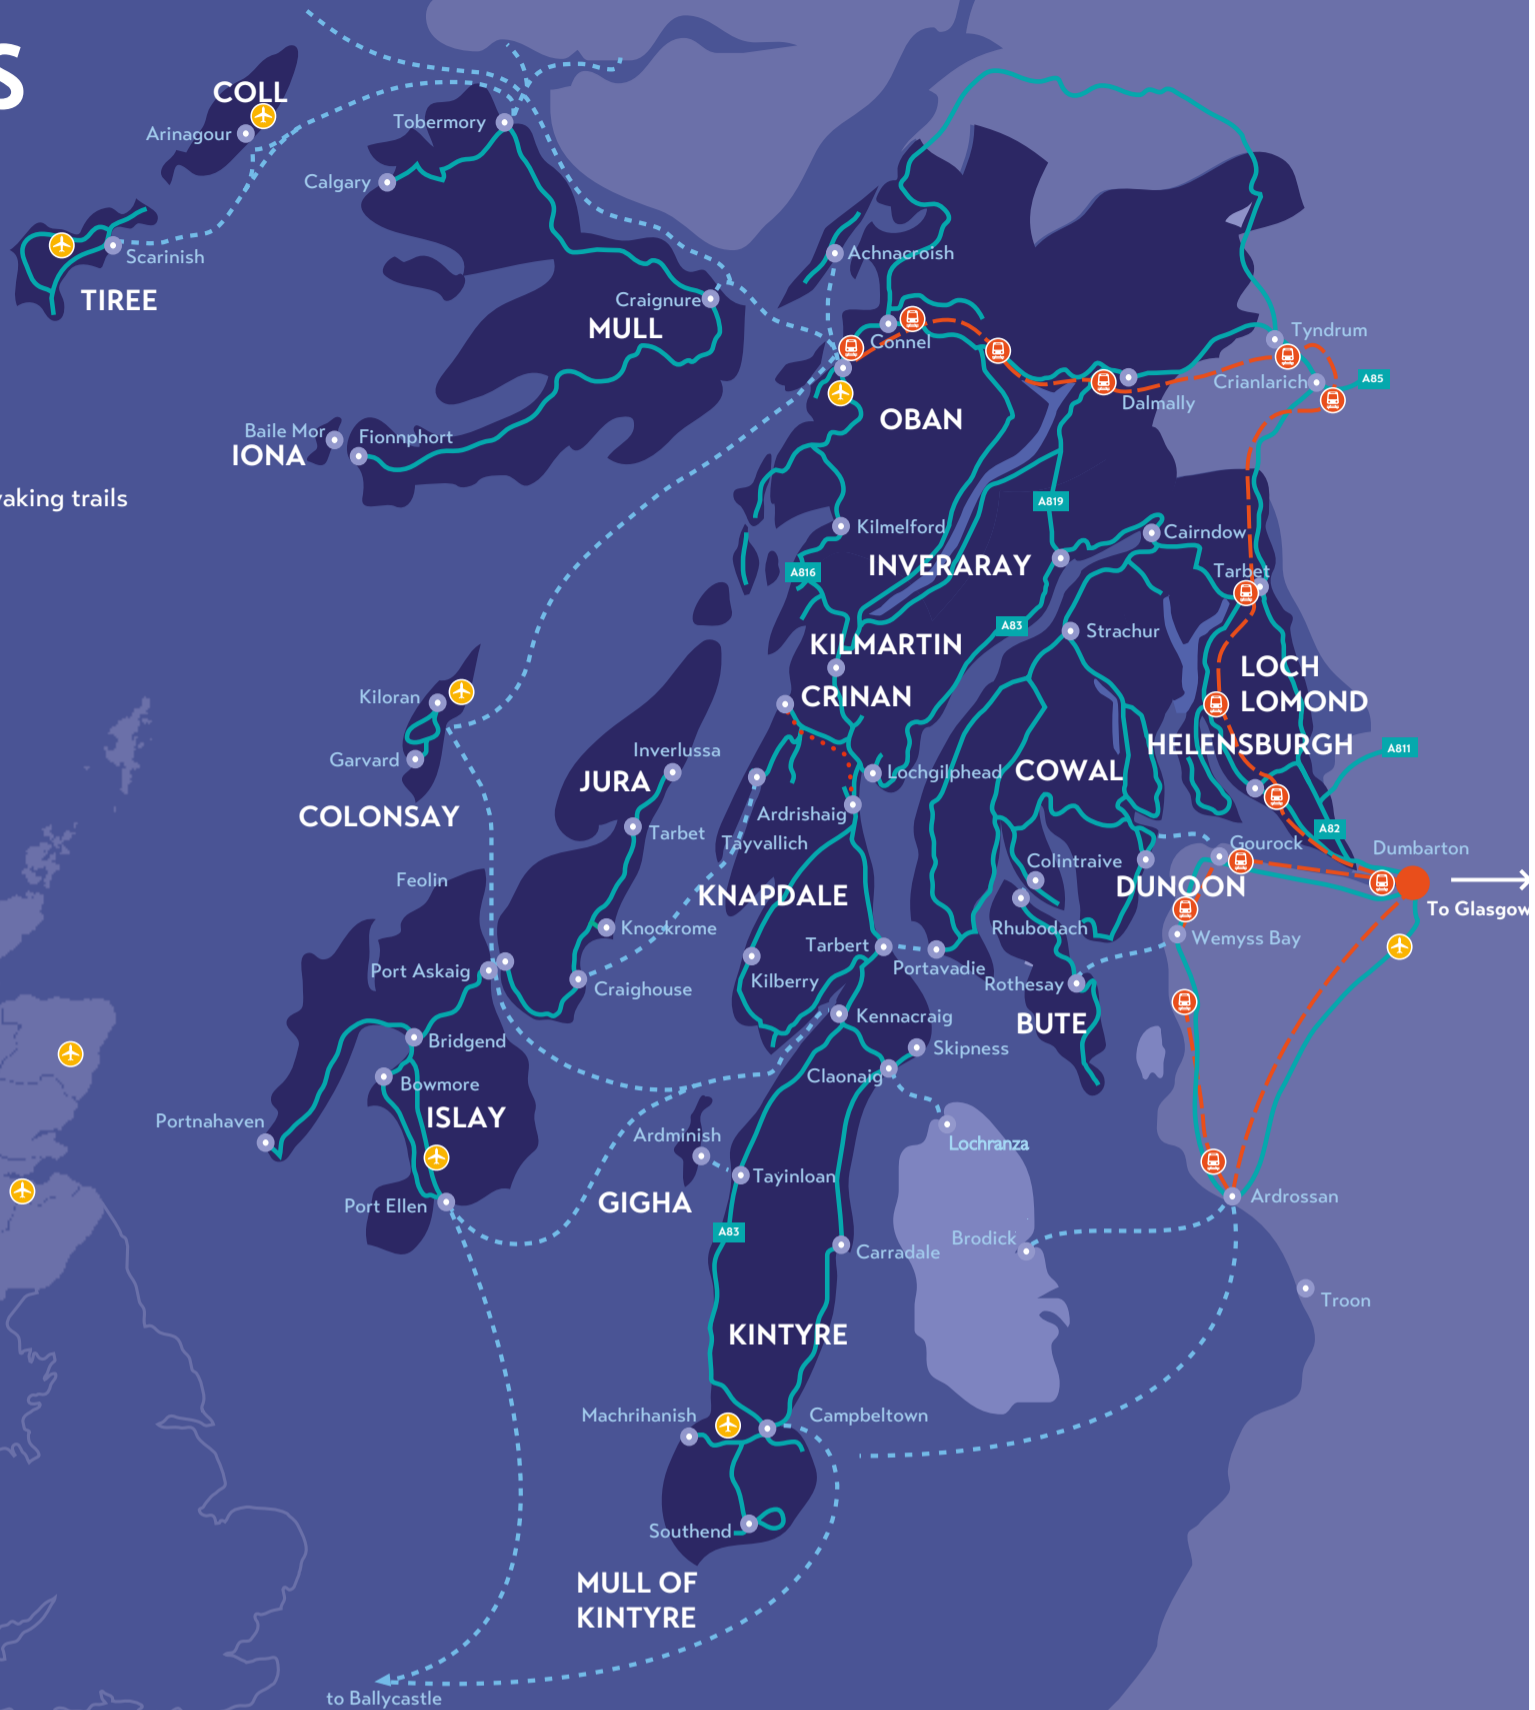 S
COLL
Arinagour
Tobermory
Calgary
Scarinish
TIREE
Achnacroish
Craignure
MULL
Connel
Tyndrum
Crianlarich
A85
Dalmally
OBAN
Baile Mor
Fionnphort
IONA
yaking trails
A819
Kilmelford
Cairndow
INVERARAY
A816
Tarbet
A83
Strachur
KILMARTIN
LOCH
LOMOND
CRINAN
Kiloran
HELENSBURGH
A811
Inverlussa
Garvard
JURA
Lochgilphead
COWAL
COLONSAY
Ardrishaig
Tarbet
Tayvallich
A82
Gourock
Dumbarton
Colintraive
Feolin
DUNOON
KNAPDALE
To Glasgow
Knockrome
Rhubodach
Wemyss Bay
Tarbert
Portavadie
Port Askaig
Kilberry
Rothesay
Craighouse
Kennacraig
BUTE
Bridgend
Skipness
Claonaig
Bowmore
ISLAY
Portnahaven
Ardminish
Lochranza
Tayinloan
GIGHA
Port Ellen
Ardrossan
A83
Brodick
Carradale
Troon
KINTYRE
Machrihanish
Campbeltown
Southend
MULL OF
KINTYRE
to Ballycastle